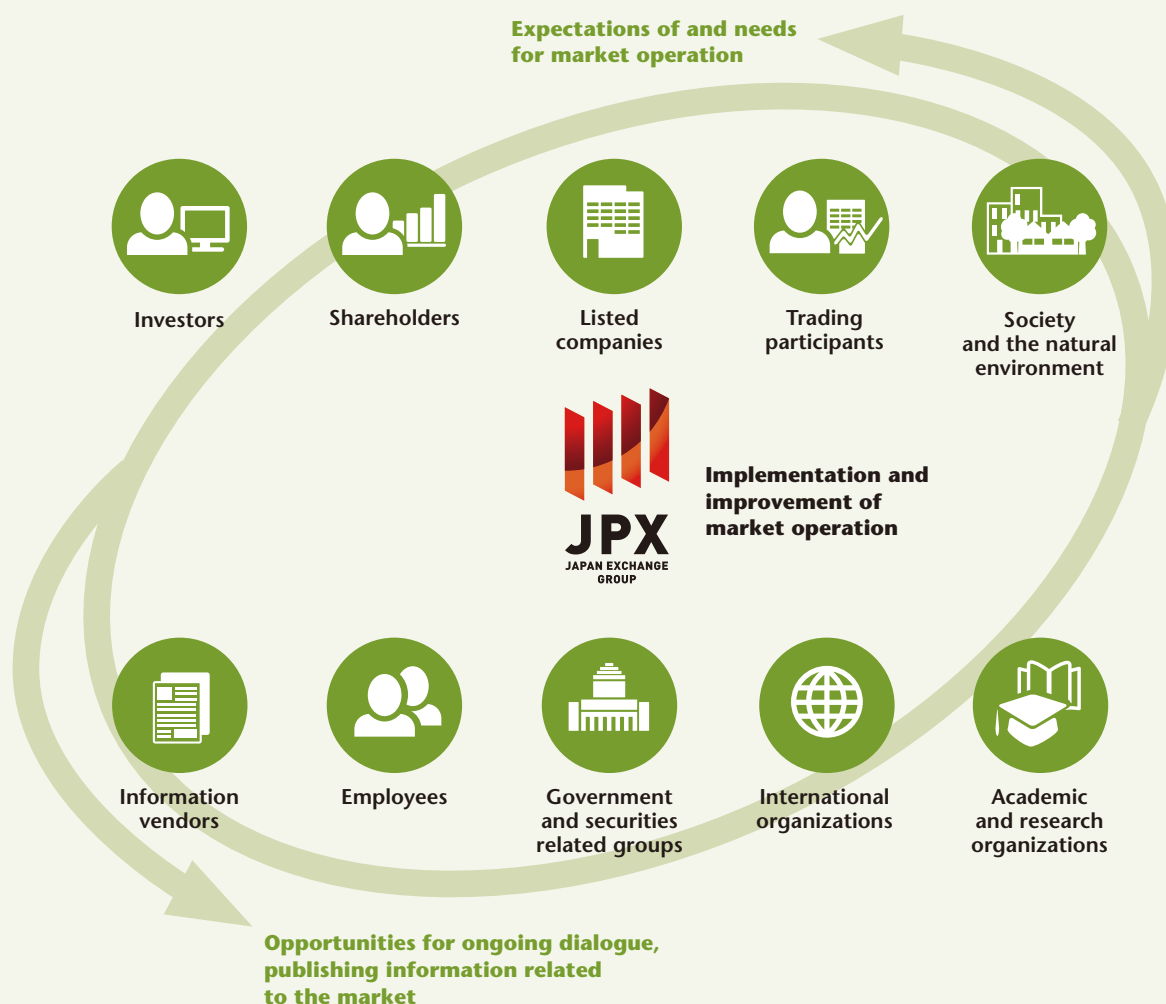 Expectations of and needs
for market operation
Investors
Shareholders
Listed
companies
Trading
participants
Society
and the natural
environment
JPX
JAPAN EXCHANGE
GROUP
Implementation and
improvement of
market operation
Information
vendors
Employees
Government
and securities
related groups
International
organizations
Academic
and research
organizations
Opportunities for ongoing dialogue,
publishing information related
to the market